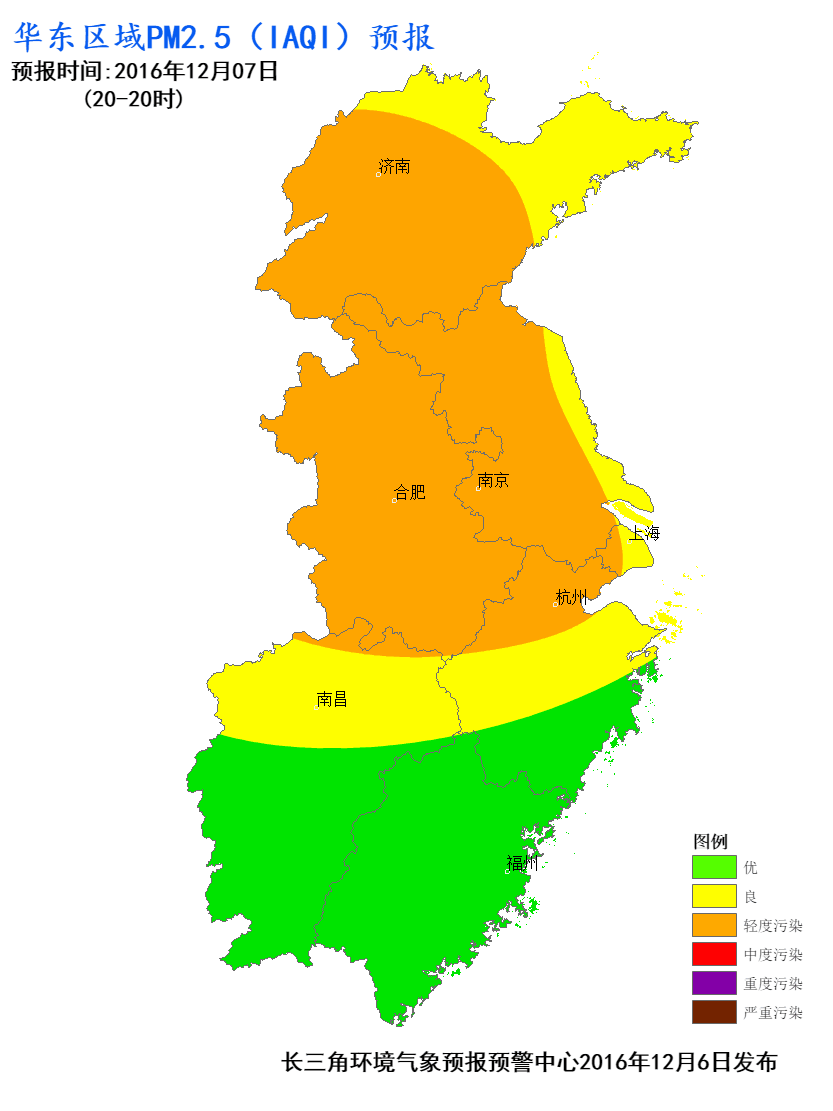 华东区域PM2.5（IAQI）预报
预报时间:2016年12月07日
(20-20时)
济南
南京
合肥
上海
杭州
南昌
福州
图例
优
良
轻度污染
中度污染
重度污染
严重污染
长三角环境气象预报预警中心2016年12月6日发布